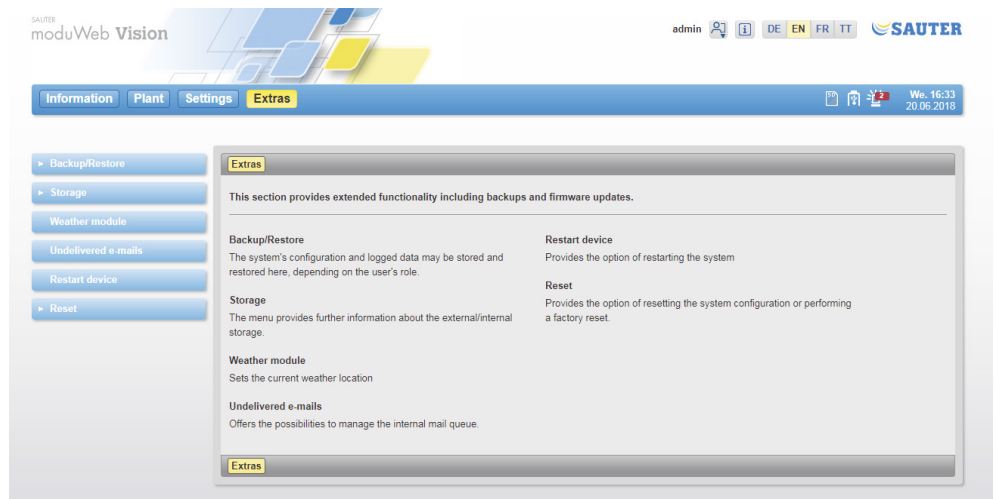 SAUTER
moduWeb Vision
admin
DE EN FR TT
SAUTER
Information Plant Settings Extras
SD
2
We. 16:33
20.06.2018
Backup/Restore
Storage
Weather module
Undelivered e-mails
Restart device
Reset
Extras
This section provides extended functionality including backups and firmware updates.
Backup/Restore
The system's configuration and logged data may be stored and
restored here, depending on the user's role.
Storage
The menu provides further information about the external/internal
storage.
Weather module
Sets the current weather location
Undelivered e-mails
Offers the possibilities to manage the internal mail queue.
Restart device
Provides the option of restarting the system
Reset
Provides the option of resetting the system configuration or performing
a factory reset.
Extras